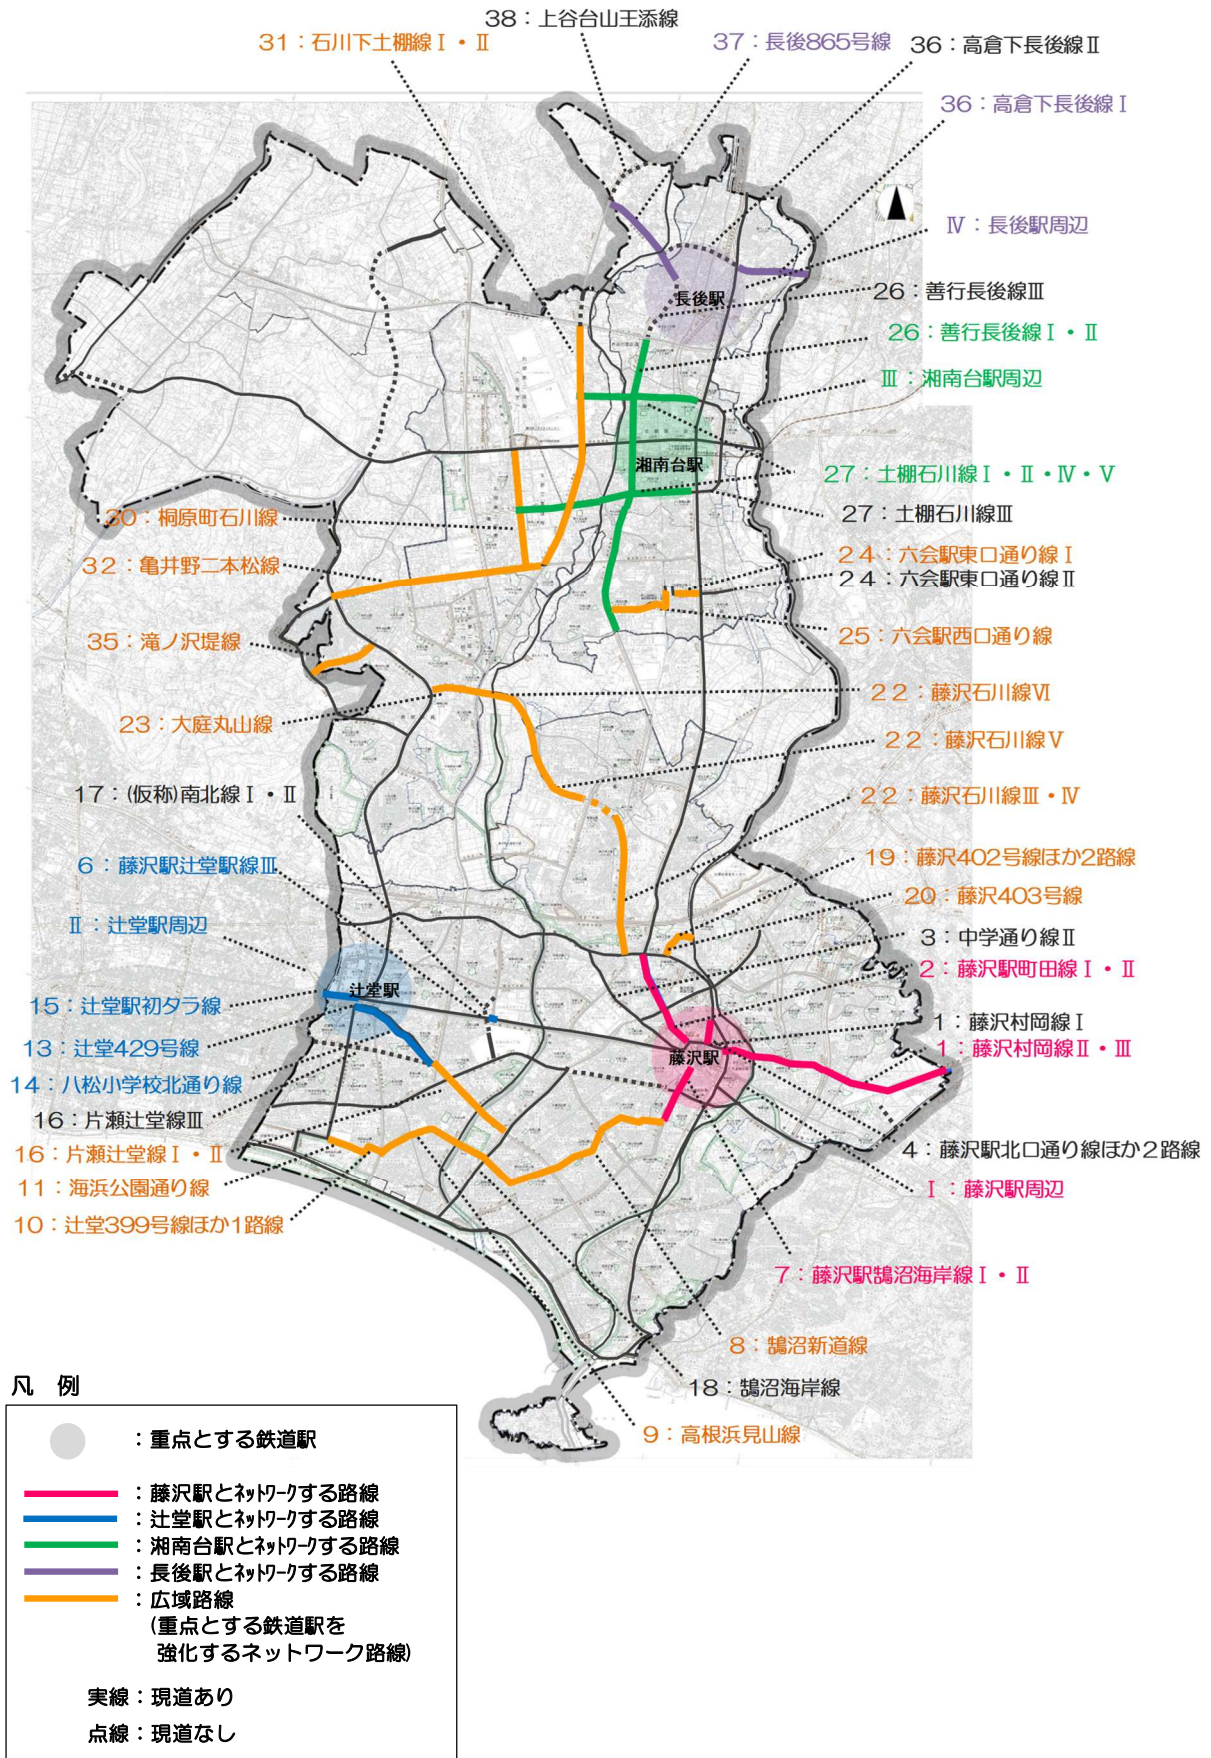 38：上谷台山王添線
31：石川下土棚線Ⅰ・Ⅱ
37：長後865号線
36：高倉下長後線Ⅱ
36：高倉下長後線Ⅰ
Ⅳ：長後駅周辺
長後駅
26：善行長後線Ⅲ
26：善行長後線Ⅰ・Ⅱ
Ⅲ：湘南台駅周辺
湘南台駅
27：土棚石川線Ⅰ・Ⅱ・Ⅳ・Ⅴ
27：土棚石川線Ⅲ
30：桐原町石川線
24：六会駅東口通り線Ⅰ
32：亀井野二本松線
24：六会駅東口通り線Ⅱ
25：六会駅西口通り線
35：滝ノ沢堤線
22：藤沢石川線Ⅵ
23：大庭丸山線
22：藤沢石川線Ⅴ
17：(仮称)南北線Ⅰ・Ⅱ
22：藤沢石川線Ⅲ・Ⅳ
6：藤沢駅辻堂駅線Ⅲ
19：藤沢402号線ほか2路線
20：藤沢403号線
Ⅱ：辻堂駅周辺
3：中学通り線Ⅱ
2：藤沢駅町田線Ⅰ・Ⅱ
辻堂駅
15：辻堂駅初タラ線
1：藤沢村岡線Ⅰ
13：辻堂429号線
1：藤沢村岡線Ⅱ・Ⅲ
藤沢駅
14：八松小学校北通り線
16：片瀬辻堂線Ⅲ
4：藤沢駅北口通り線ほか2路線
16：片瀬辻堂線Ⅰ・Ⅱ
11：海浜公園通り線
Ⅰ：藤沢駅周辺
10：辻堂399号線ほか1路線
7：藤沢駅鵠沼海岸線Ⅰ・Ⅱ
8：鵠沼新道線
18：鵠沼海岸線
9：高根浜見山線
凡 例
：重点とする鉄道駅
：藤沢駅とﾈｯﾄﾜｰｸする路線
：辻堂駅とﾈｯﾄﾜｰｸする路線
：湘南台駅とﾈｯﾄﾜｰｸする路線
：長後駅とﾈｯﾄﾜｰｸする路線
：広域路線
(重点とする鉄道駅を
強化するネットワーク路線)
実線：現道あり
点線：現道なし